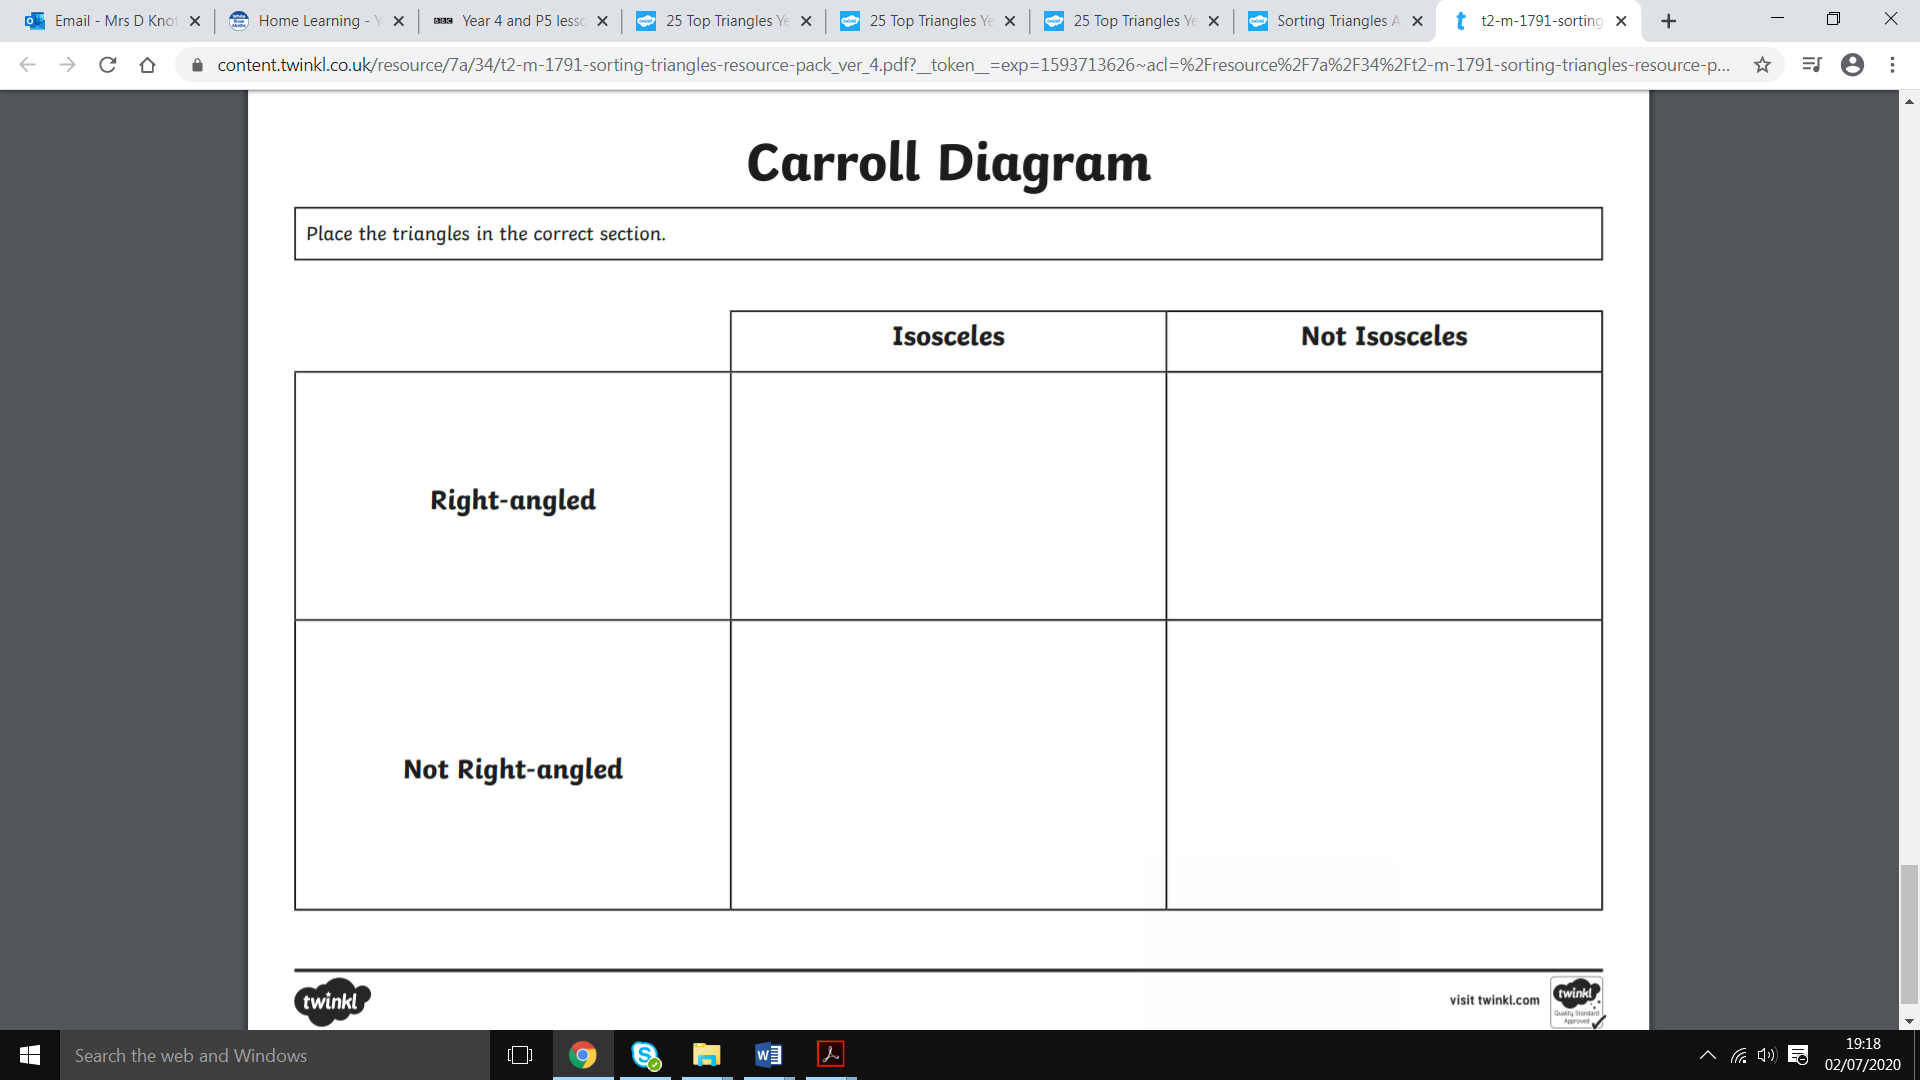 Email - Mrs D Knot
Home Learning - Y
BBC
Year 4 and P5 lesso
25 Top Triangles Ye
25 Top Triangles Ye
25 Top Triangles Ye
Sorting Triangles A
t2-m-1791-sorting
content.twinkl.co.uk/resource/7a/34/t2-m-1791-sorting-triangles-resource-pack_ver_4.pdf?__token__=exp=1593713626~acl=%2Fresource%2F7a%2F34%2Ft2-m-1791-sorting-triangles-resource-p...
Carroll Diagram
Place the triangles in the correct section.
Isosceles
Not Isosceles
Right-angled
Not Right-angled
twinkl
visit twinkl.com
twinkl
Quality Standard
Approved
Search the web and Windows
19:18
02/07/2020